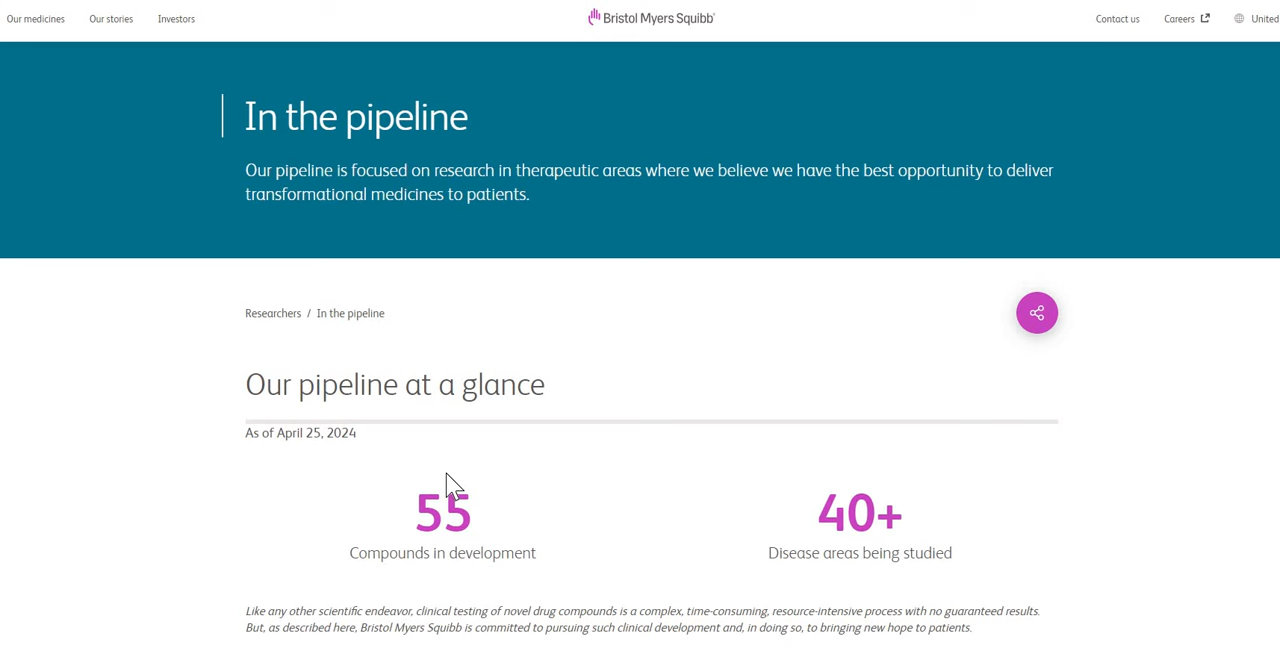 Our medicines Our stories Investors Bristol Myers Squibb® Contact us Careers United
In the pipeline
Our pipeline is focused on research in therapeutic areas where we believe we have the best opportunity to deliver
transformational medicines to patients.
Researchers / In the pipeline
Our pipeline at a glance
As of April 25, 2024
55 40+
Compounds in development Disease areas being studied
Like any other scientific endeavor, clinical testing of novel drug compounds is a complex, time-consuming, resource-intensive process with no guaranteed results.
But, as described here, Bristol Myers Squibb is committed to pursuing such clinical development and, in doing so, to bringing new hope to patients.